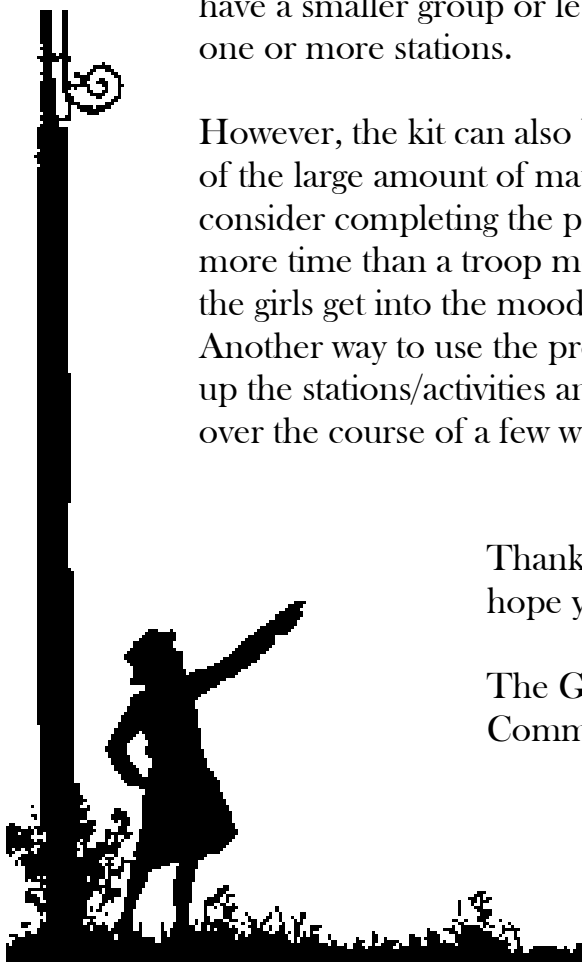 have a smaller group or le
one or more stations.
However, the kit can also
of the large amount of ma
consider completing the p
more time than a troop m
the girls get into the mood
Another way to use the pr
up the stations/activities a
over the course of a few w
Thank
hope y
The G
Comm